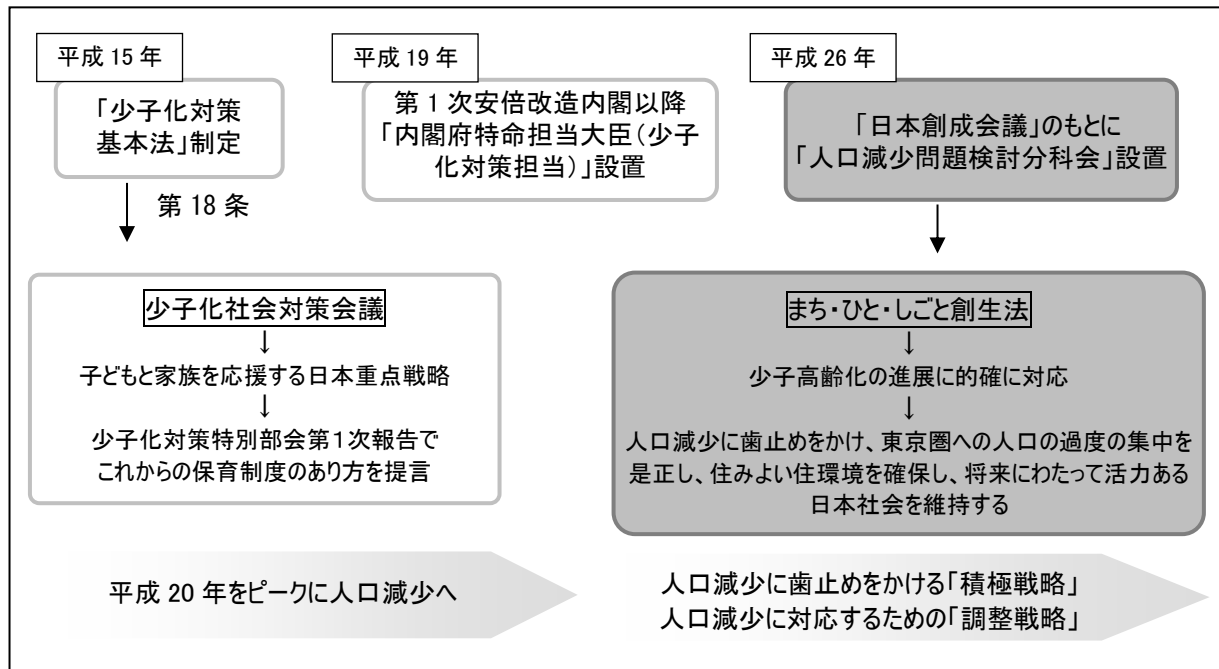 平成 15 年
「少子化対策
基本法」制定
第 18 条
平成 19 年
第 1 次安倍改造内閣以降
「内閣府特命担当大臣（少子
化対策担当）」設置
平成 26 年
「日本創成会議」のもとに
「人口減少問題検討分科会」設置
少子化社会対策会議
↓
子どもと家族を応援する日本重点戦略
↓
少子化対策特別部会第１次報告で
これからの保育制度のあり方を提言
まち・ひと・しごと創生法
↓
少子高齢化の進展に的確に対応
↓
人口減少に歯止めをかけ、東京圏への人口の過度の集中を
是正し、住みよい住環境を確保し、将来にわたって活力ある
日本社会を維持する
平成 20 年をピークに人口減少へ
人口減少に歯止めをかける「積極戦略」
人口減少に対応するための「調整戦略」